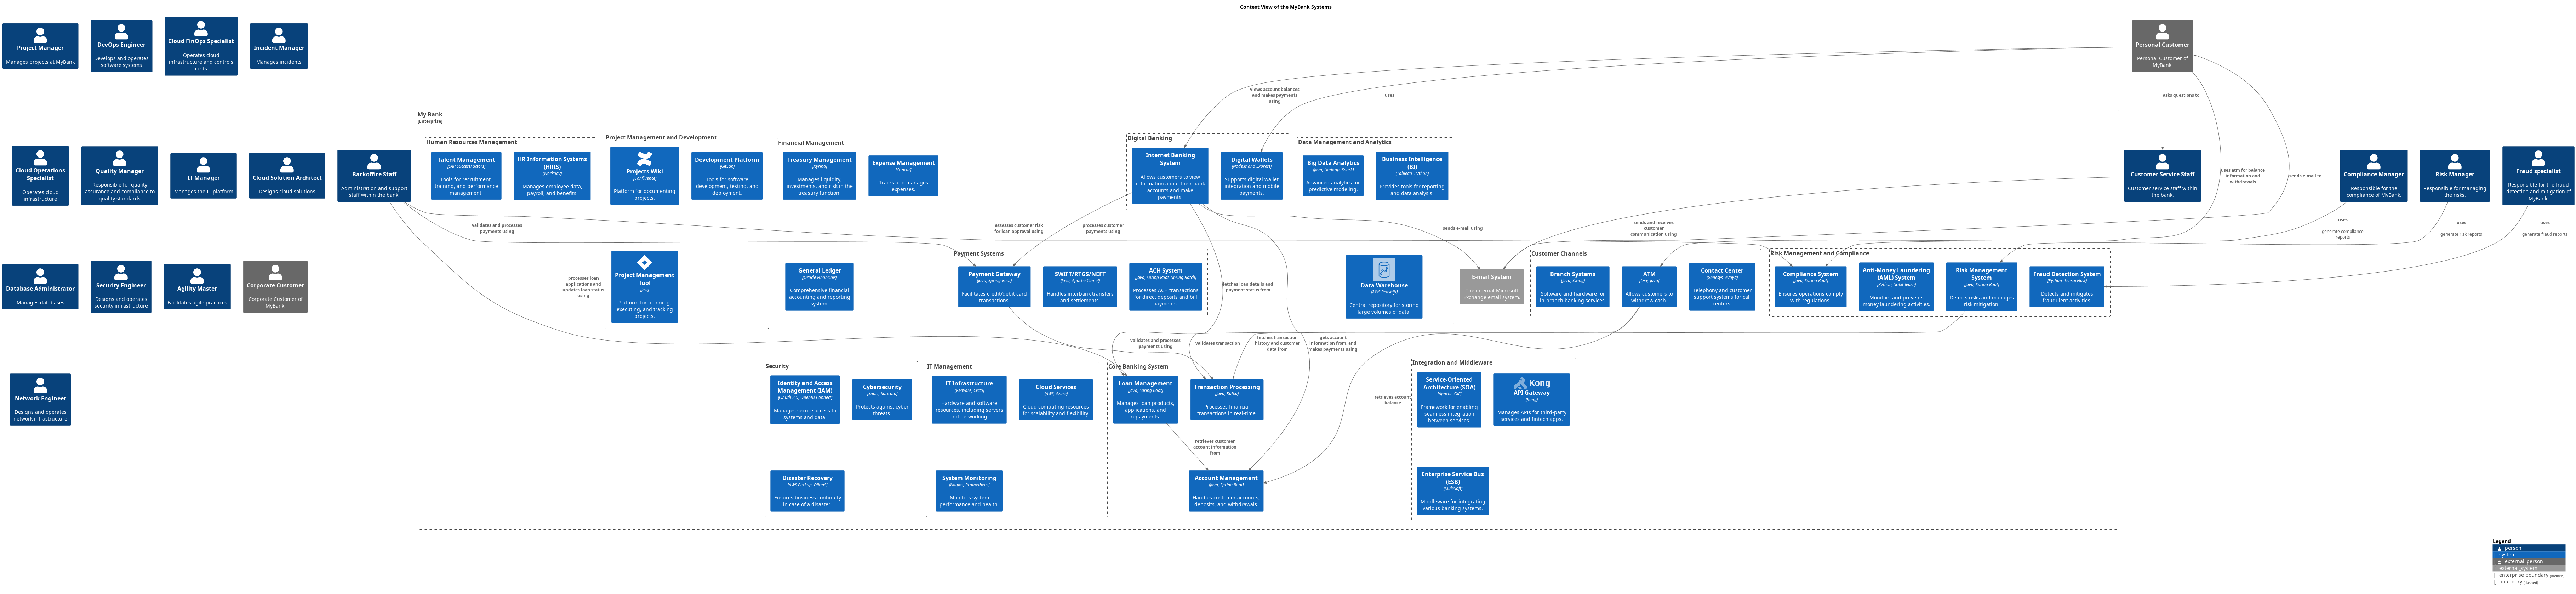 Context View of the MyBank Systems
Project Manager
Manages projects at MyBank
DevOps Engineer
Develops and operates
software systems
Cloud FinOps Specialist
Operates cloud
infrastructure and controls
costs
Incident Manager
Manages incidents
Personal Customer
Personal Customer of
MyBank.
views account balances
and makes payments
using
uses
asks questions to
My Bank
[Enterprise]
Cloud Operations
Specialist
Operates cloud
infrastructure
Quality Manager
Responsible for quality
assurance and compliance to
quality standards
IT Manager
Manages the IT platform
Cloud Solution Architect
Designs cloud solutions
Backoffice Staff
Administration and support
staff within the bank.
Human Resources Management
Talent Management
[SAP SuccessFactors]
Tools for recruitment,
training, and performance
management.
HR Information Systems
(HRIS)
[Workday]
Manages employee data,
payroll, and benefits.
Project Management and Development
Projects Wiki
[Confluence]
Platform for documenting
projects.
Development Platform
[GitLab]
Tools for software
development, testing, and
deployment.
Financial Management
Treasury Management
[Kyriba]
Manages liquidity,
investments, and risk in the
treasury function.
Expense Management
[Concur]
Tracks and manages
expenses.
Digital Banking
Internet Banking
System
Allows customers to view
information about their bank
accounts and make
payments.
Digital Wallets
[Node.js and Express]
Supports digital wallet
integration and mobile
payments.
Data Management and Analytics
Big Data Analytics
[Java, Hadoop, Spark]
Advanced analytics for
predictive modeling.
Business Intelligence
(BI)
[Tableau, Python]
Provides tools for reporting
and data analysis.
Customer Service Staff
Customer service staff within
the bank.
uses atm for balance
information and
withdrawals
sends e-mail to
Compliance Manager
Responsible for the
compliance of MyBank.
Risk Manager
Responsible for managing
the risks.
Fraud specialist
Responsible for the fraud
detection and mitigation of
MyBank.
validates and processes
payments using
assesses customer risk
for loan approval using
processes customer
payments using
sends e-mail using
sends and receives
customer
communication using
uses
generate compliance
reports
uses
generate risk reports
uses
generate fraud reports
Database Administrator
Manages databases
Security Engineer
Designs and operates
security infrastructure
Agility Master
Facilitates agile practices
Corporate Customer
Corporate Customer of
MyBank.
processes loan
application and
updates loan status
using
Project Management
Tool
[Jira]
Platform for planning,
executing, and tracking
projects.
General Ledger
[Oracle Financials]
Comprehensive financial
accounting and reporting
system.
Payment Systems
Payment Gateway
[Java, Spring Boot]
Facilitates credit/debit card
transactions.
SWIFT/RTGS/NEFT
[Java, Apache Camel]
Handles interbank transfers
and settlements.
ACH System
[Java, Spring Boot, Spring Batch]
Processes ACH transactions
for direct deposits and bill
payments.
fetches loan details and
payment status from
Data Warehouse
[AWS Redshift]
Central repository for storing
large volumes of data.
E-mail System
The internal Microsoft
Exchange email system.
Customer Channels
Branch Systems
[Java, Swing]
Software and hardware for
in-branch banking services.
ATM
[C++, Java]
Allows customers to
withdraw cash.
Contact Center
[Genesys, Avaya]
Telephony and customer
support systems for call
centers.
Risk Management and Compliance
Compliance System
[Java, Spring Boot]
Ensures operations comply
with regulations.
Anti-Money Laundering
(AML) System
[Python, Scikit-learn]
Monitors and prevents
money laundering activities.
Risk Management
System
[Java, Spring Boot]
Detects risks and manages
risk mitigation.
Fraud Detection System
[Python, TensorFlow]
Detects and mitigates
fraudulent activities.
validates and processes
payments using
validates transaction
fetches transaction
history and customer
data from
gets account
information from, and
makes payments using
Network Engineer
Designs and operates
network infrastructure
Security
Identity and Access
Management (IAM)
[OAuth 2.0, OpenID Connect]
Manages secure access to
systems and data.
Cybersecurity
[Snort, Suricata]
Protects against cyber
threats.
IT Management
IT Infrastructure
[VMware, Cisco]
Hardware and software
resources, including servers
and networking.
Cloud Services
[AWS, Azure]
Cloud computing resources
for scalability and flexibility.
Core Banking System
Loan Management
[Java, Spring Boot]
Manages loan products,
applications, and
repayments.
Transaction Processing
[Java, Kafka]
Processes financial
transactions in real-time.
retrieves account
balance
Integration and Middleware
Service-Oriented
Architecture (SOA)
[Apache CXF]
Framework for enabling
seamless integration
between services.
Kong
API Gateway
[Kong]
Manages APIs for third-party
services and fintech apps.
retrieves customer
account information
from
Disaster Recovery
[AWS Backup, DRaaS]
Ensures business continuity
in case of a disaster.
System Monitoring
[Nagios, Prometheus]
Monitors system
performance and health.
Account Management
[Java, Spring Boot]
Handles customer accounts,
deposits, and withdrawals.
Enterprise Service Bus
(ESB)
[MuleSoft]
Middleware for integrating
various banking systems.
Legend
person
system
external_person
external_system
enterprise boundary (dashed)
boundary (dashed)